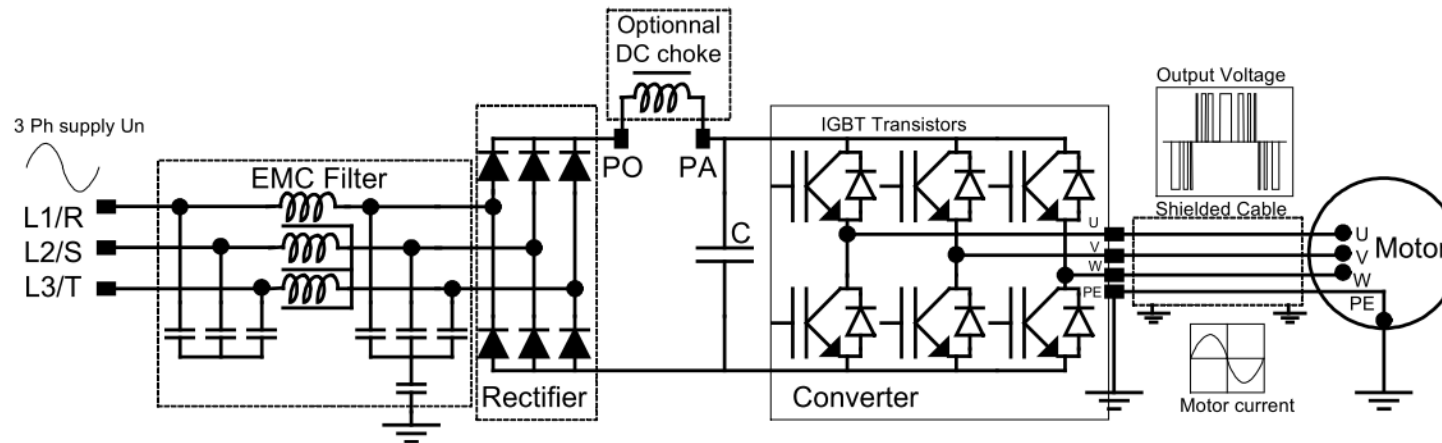 Optionnal
DC choke
3 Ph supply Un
EMC Filter
L1/R
L2/S
L3/T
PO
PA
Rectifier
C
IGBT Transistors
Converter
U
V
W
PE
Output Voltage
Shielded Cable
Motor current
U
V
W
PE
Motor